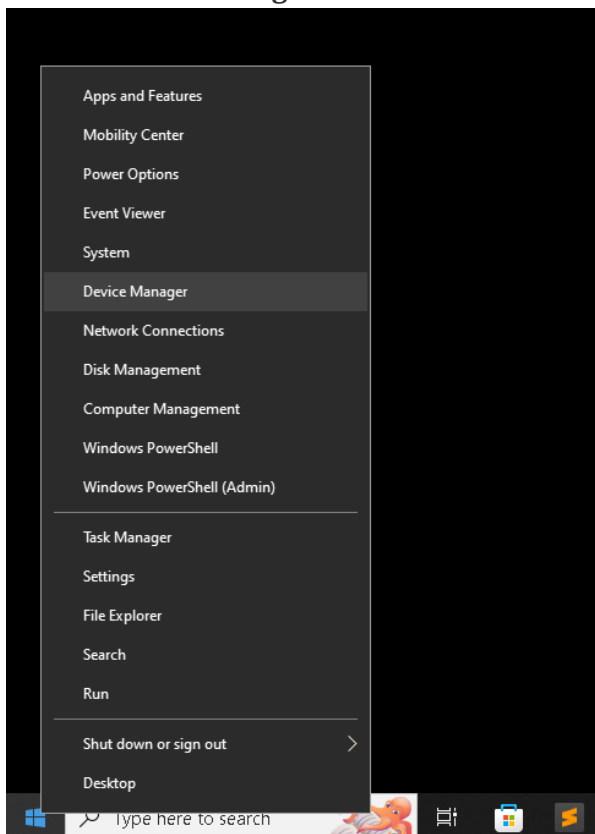 Apps and Features
Mobility Center
Power Options
Event Viewer
System
Device Manager
Network Connections
Disk Management
Computer Management
Windows PowerShell
Windows PowerShell (Admin)
Task Manager
Settings
File Explorer
Search
Run
Shut down or sign out
Desktop
Type here to search